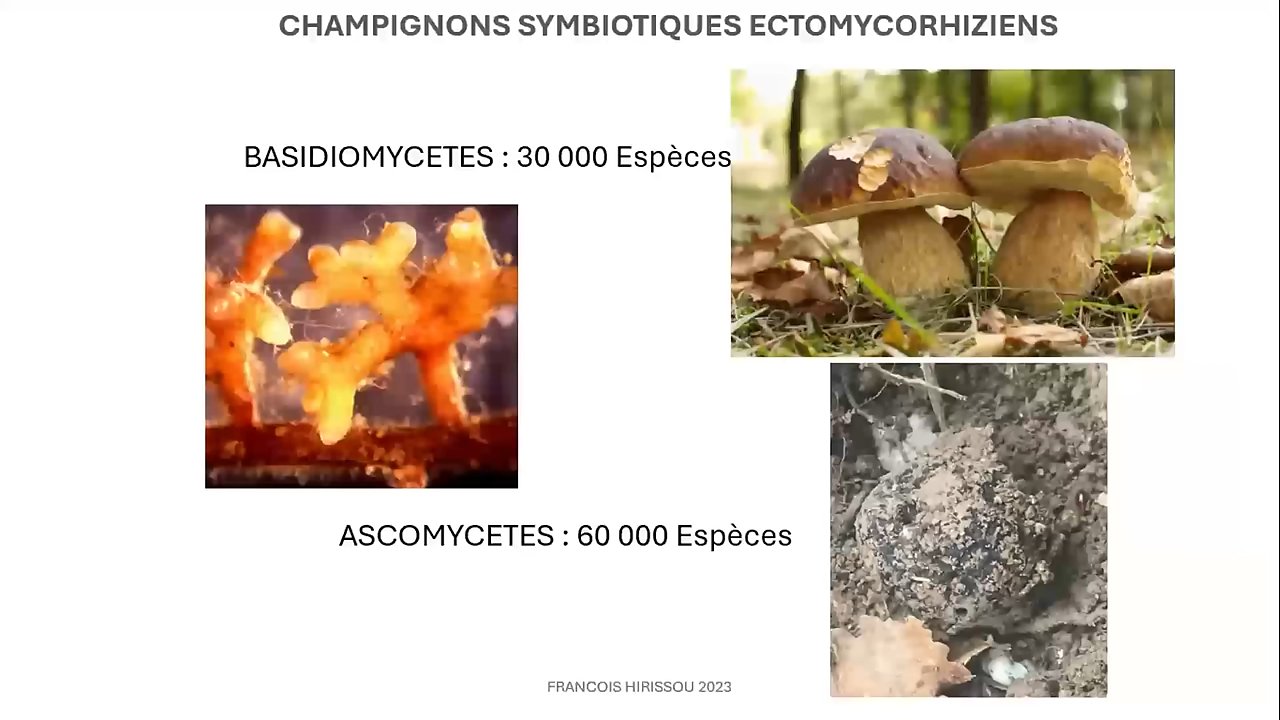 CHAMPIGNONS SYMBIOTIQUES ECTOMYCORHIZIENS
BASIDIOMYCETES : 30 000 Espèces
ASCOMYCETES : 60 000 Espèces
FRANCOIS HIRISSOU 2023